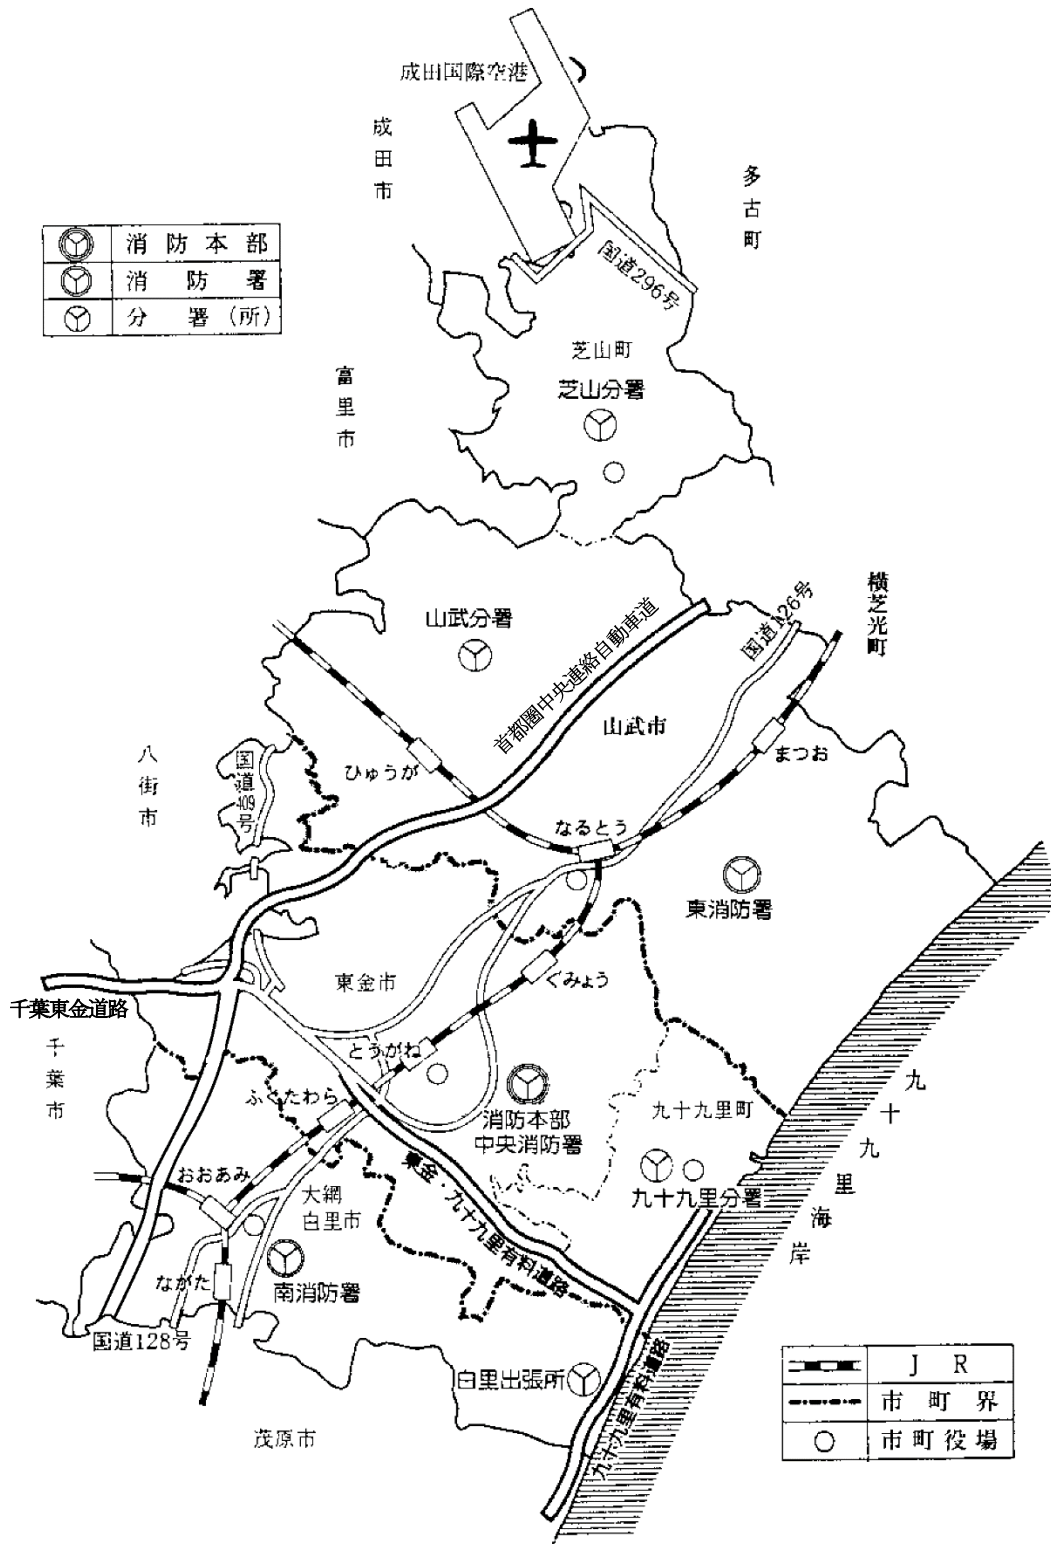 成田国際空港
成田市
多古町
消防本部
消防署
分署(所)
国道296号
芝山町
芝山分署
富里市
山武分署
首都圏中央連絡自動車道
国道126号
横芝光町
山武市
まつお
ひゅうが
八街市
国道409号
なるとう
東消防署
東金市
くみょう
千葉東金道路
千葉市
とうがね
ふくたわら
消防本部
中央消防署
九十九里町
九十九里海岸
東金・九十九里有料道路
九十九里分署
おおあみ
大網
白里市
ながた
南消防署
国道128号
白里出張所
九十九里有料道路
茂原市
JR
市町界
市町役場